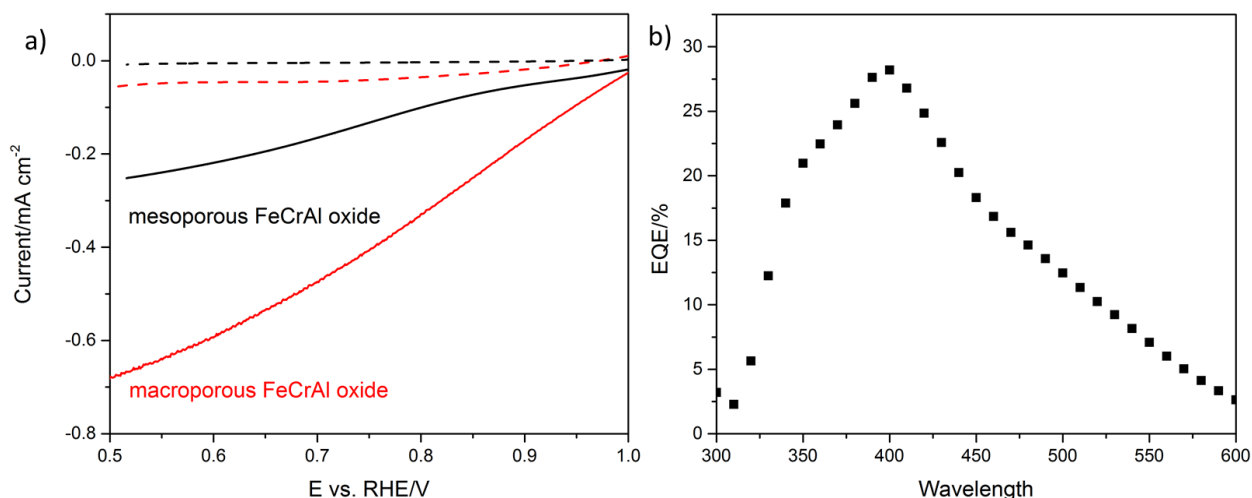 a)
0.0
-0.2
-0.4
-0.6
-0.8
Current/mA cm⁻²
mesoporous FeCrAl oxide
macroporous FeCrAl oxide
0.5 0.6 0.7 0.8 0.9 1.0
E vs. RHE/V
b)
30
25
20
15
10
5
0
EQE/%
300 350 400 450 500 550 600
Wavelength